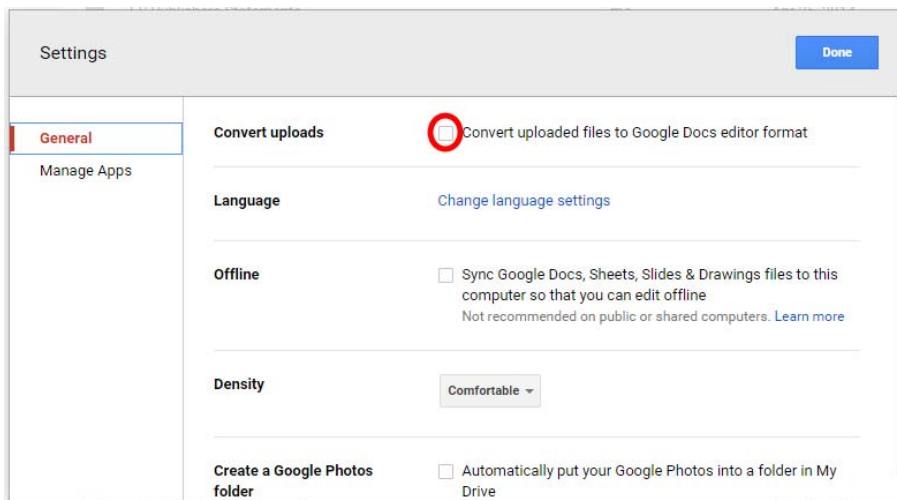 Settings
Done
General
Manage Apps
Convert uploads
Convert uploaded files to Google Docs editor format
Language
Change language settings
Offline
Sync Google Docs, Sheets, Slides & Drawings files to this
computer so that you can edit offline
Not recommended on public or shared computers. Learn more
Density
Comfortable
Create a Google Photos
folder
Automatically put your Google Photos into a folder in My
Drive